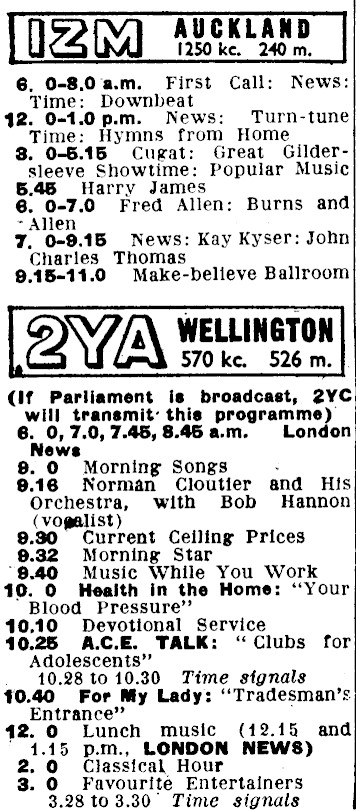 1ZM AUCKLAND
1250 kc. 240 m.
6. 0-8.0 a.m. First Call: News:
Time: Downbeat
12. 0-1.0 p.m. News: Turn-tune
Time: Hymns from Home
3. 0-5.15 Cugat: Great Gilder-
sleeve Showtime: Popular Music
5.45 Harry James
6. 0-7.0 Fred Allen: Burns and
Allen
7. 0-9.15 News: Kay Kyser: John
Charles Thomas
9.15-11.0 Make-believe Ballroom
2YA WELLINGTON
570 kc. 526 m.
(If Parliament is broadcast, 2YC
will transmit this programme)
6. 0, 7.0, 7.45, 8.45 a.m. London
News
9. 0 Morning Songs
9.16 Norman Cloutier and His
Orchestra, with Bob Hannon
(vocalist)
9.30 Current Ceiling Prices
9.32 Morning Star
9.40 Music While You Work
10. 0 Health in the Home: "Your
Blood Pressure"
10.10 Devotional Service
10.25 A.C.E. TALK: "Clubs for
Adolescents"
10.28 to 10.30 Time signals
10.40 For My Lady: "Tradesman's
Entrance"
12. 0 Lunch music (12.15 and
1.15 p.m., LONDON NEWS)
2. 0 Classical Hour
3. 0 Favourite Entertainers
3.28 to 3.30 Time signals